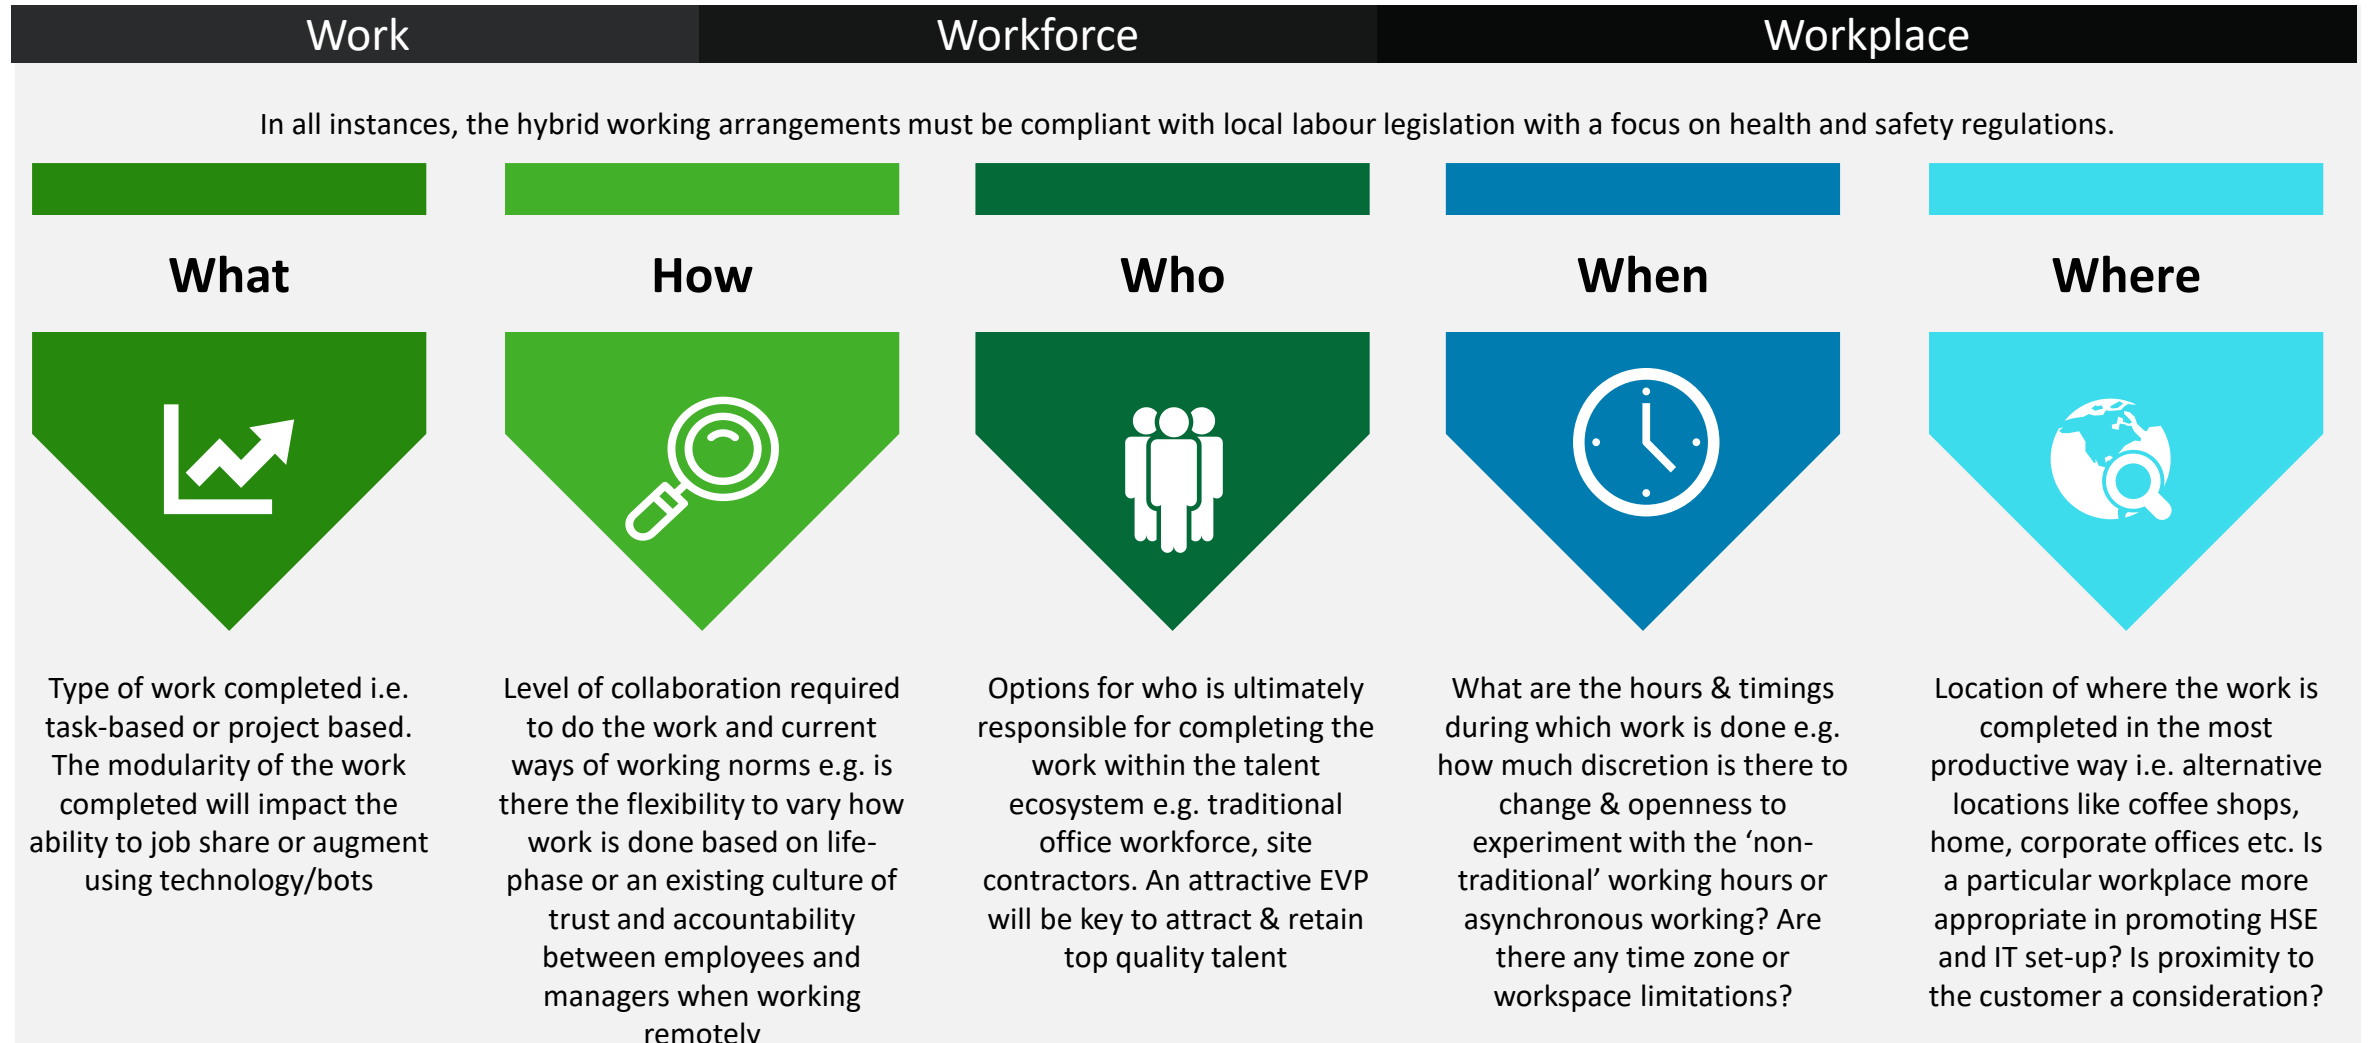 Work
Workforce
Workplace
In all instances, the hybrid working arrangements must be compliant with local labour legislation with a focus on health and safety regulations.
What
Type of work completed i.e.
task-based or project based.
The modularity of the work
completed will impact the
ability to job share or augment
using technology/bots
How
Level of collaboration required
to do the work and current
ways of working norms e.g. is
there the flexibility to vary how
work is done based on life-
phase or an existing culture of
trust and accountability
between employees and
managers when working
remotely
Who
Options for who is ultimately
responsible for completing the
work within the talent
ecosystem e.g. traditional
office workforce, site
contractors. An attractive EVP
will be key to attract & retain
top quality talent
When
What are the hours & timings
during which work is done e.g.
how much discretion is there to
change & openness to
experiment with the ‘non-
traditional’ working hours or
asynchronous working? Are
there any time zone or
workspace limitations?
Where
Location of where the work is
completed in the most
productive way i.e. alternative
locations like coffee shops,
home, corporate offices etc. Is
a particular workplace more
appropriate in promoting HSE
and IT set-up? Is proximity to
the customer a consideration?